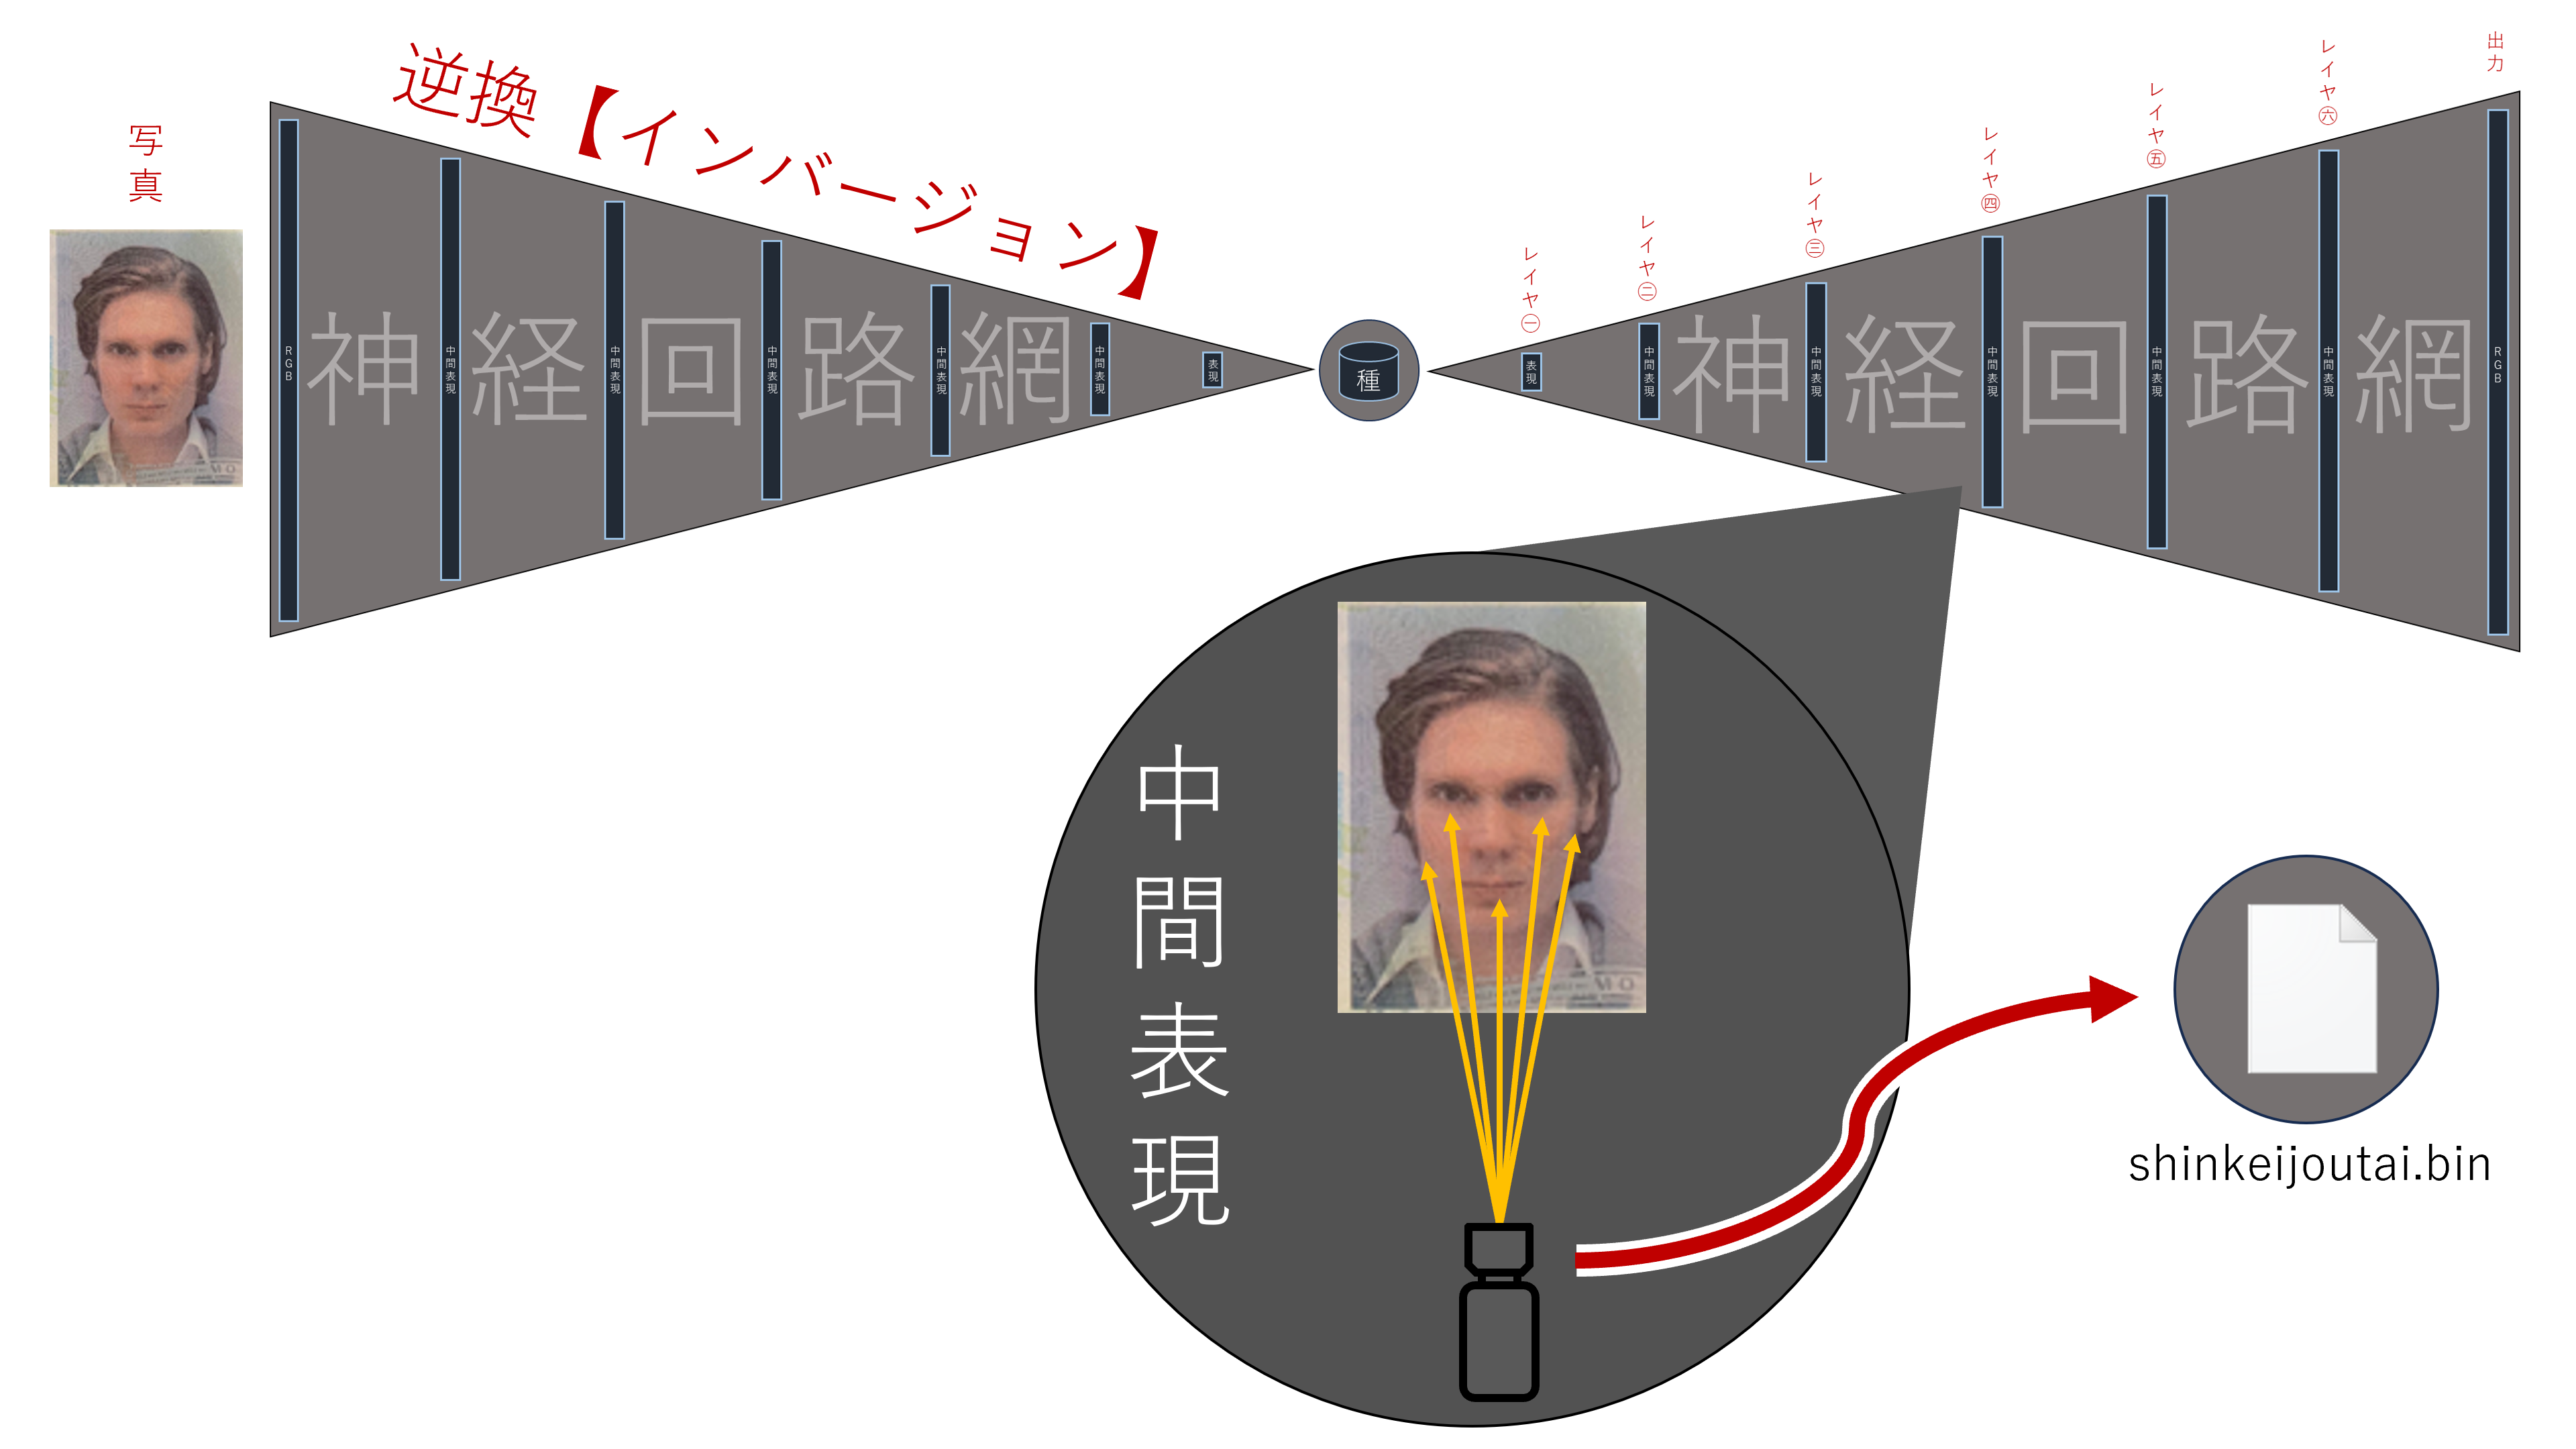 写真
逆換【インバージョン】
RGB
神経回路網
中間表現
中間表現
中間表現
中間表現
中間表現
表現
種
レイヤ㊀
レイヤ㊁
レイヤ㊂
レイヤ㊃
レイヤ㊄
レイヤ㊅
出力
表現
神経回路網
中間表現
中間表現
中間表現
中間表現
中間表現
RGB
中間表現
shinkeijoutai.bin